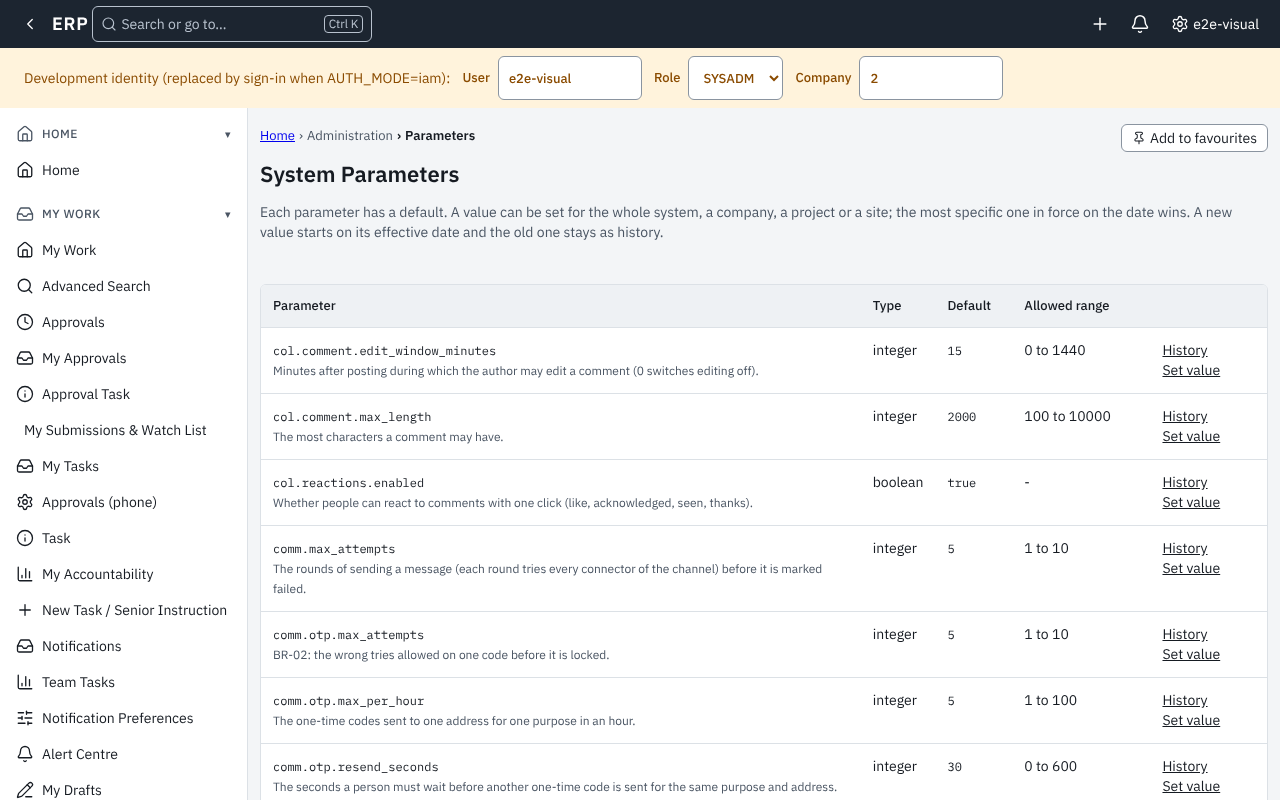 ERP
Search or go to...
Ctrl K
e2e-visual
Development identity (replaced by sign-in when AUTH_MODE=iam):
User
e2e-visual
Role
SYSADM
Company
2
HOME
Home
MY WORK
My Work
Advanced Search
Approvals
My Approvals
Approval Task
My Submissions & Watch List
My Tasks
Approvals (phone)
Task
My Accountability
New Task / Senior Instruction
Notifications
Team Tasks
Notification Preferences
Alert Centre
My Drafts
Home › Administration › Parameters
Add to favourites
System Parameters
Each parameter has a default. A value can be set for the whole system, a company, a project or a site; the most specific one in force on the date wins. A new
value starts on its effective date and the old one stays as history.
Parameter Type Default Allowed range
col.comment.edit_window_minutes integer 15 0 to 1440 History
Minutes after posting during which the author may edit a comment (0 switches editing off). Set value
col.comment.max_length integer 2000 100 to 10000 History
The most characters a comment may have. Set value
col.reactions.enabled boolean true - History
Whether people can react to comments with one click (like, acknowledged, seen, thanks). Set value
comm.max_attempts integer 5 1 to 10 History
The rounds of sending a message (each round tries every connector of the channel) before it is marked Set value
failed.
comm.otp.max_attempts integer 5 1 to 10 History
BR-02: the wrong tries allowed on one code before it is locked. Set value
comm.otp.max_per_hour integer 5 1 to 100 History
The one-time codes sent to one address for one purpose in an hour. Set value
comm.otp.resend_seconds integer 30 0 to 600 History
The seconds a person must wait before another one-time code is sent for the same purpose and address. Set value